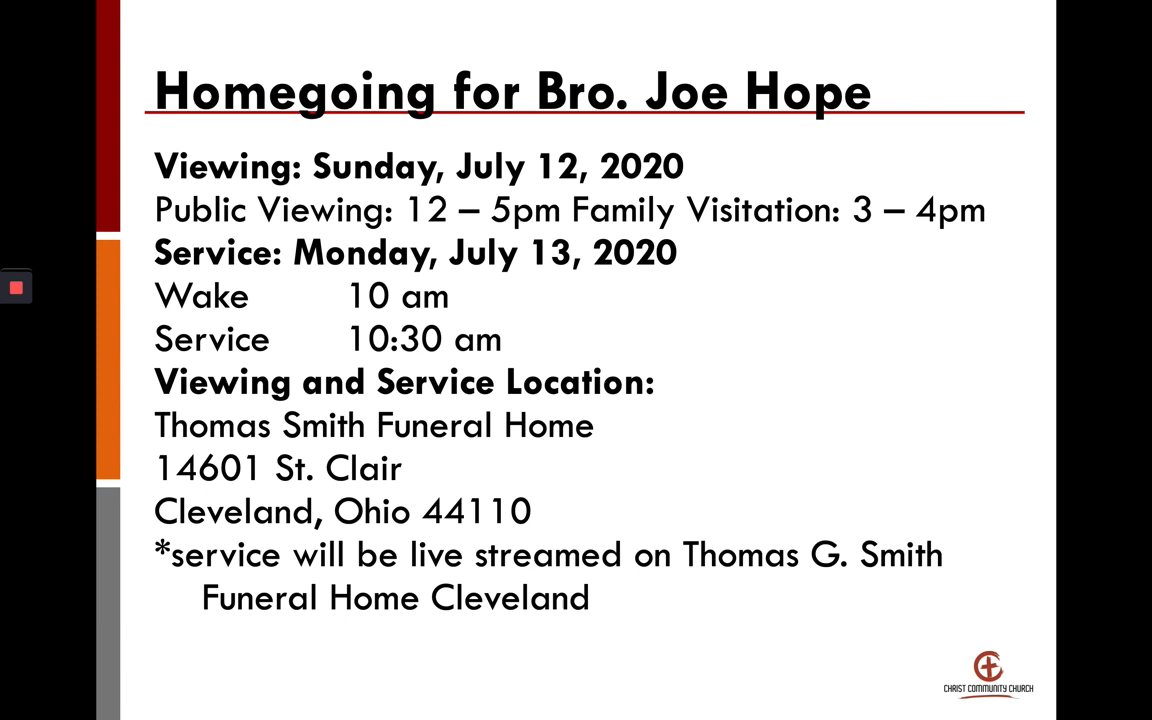 Homegoing for Bro. Joe Hope
Viewing: Sunday, July 12, 2020
Public Viewing: 12 – 5pm Family Visitation: 3 – 4pm
Service: Monday, July 13, 2020
Wake 10 am
Service 10:30 am
Viewing and Service Location:
Thomas Smith Funeral Home
14601 St. Clair
Cleveland, Ohio 44110
*service will be live streamed on Thomas G. Smith
Funeral Home Cleveland
CHRIST COMMUNITY CHURCH